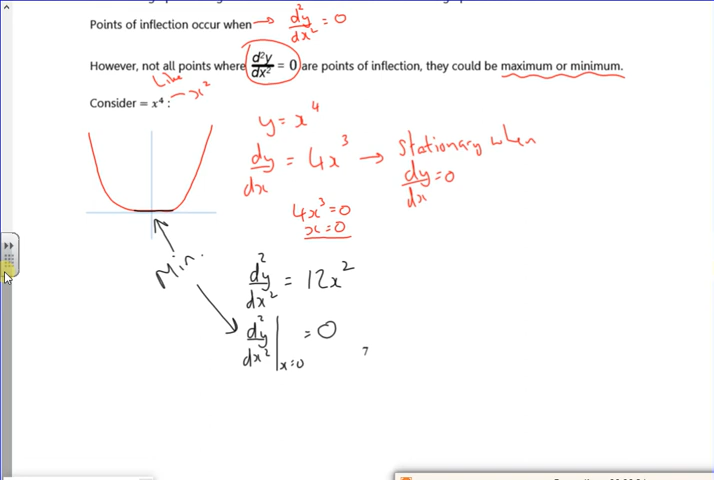 Points of inflection occur when → d²y/dx² = 0
However, not all points where d²y/dx² = 0 are points of inflection, they could be maximum or minimum.
Like
Consider = x⁴: x²
y = x⁴
dy/dx = 4x³ → Stationary when
dy/dx = 0
4x³ = 0
x = 0
Min.
d²y/dx² = 12x²
d²y/dx² | x=0 = 0